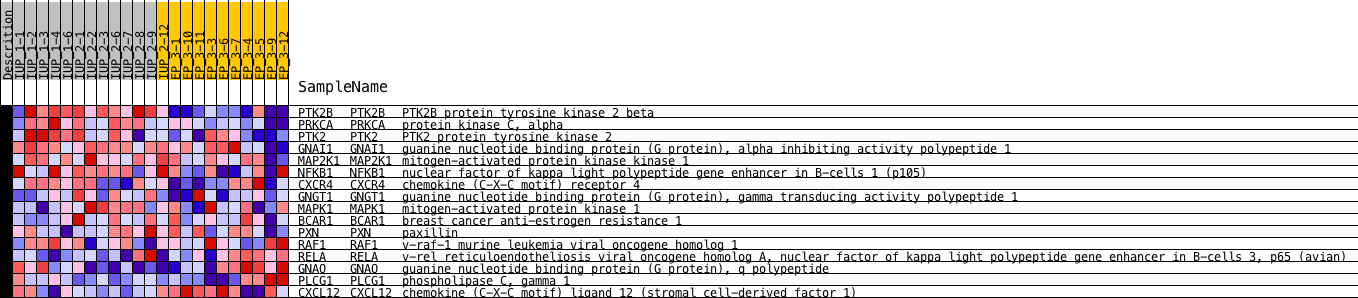 Descrition
IUP_1-1
IUP_1-2
IUP_1-3
IUP_1-4
IUP_1-6
IUP_2-1
IUP_2-2
IUP_2-3
IUP_2-6
IUP_2-7
IUP_2-8
IUP_2-9
IUP_2-12
EP_3-1
EP_3-10
EP_3-11
EP_3-3
EP_3-6
EP_3-7
EP_3-4
EP_3-5
EP_3-9
EP_3-12
SampleName
PTK2B PTK2B PTK2B protein tyrosine kinase 2 beta
PRKCA PRKCA protein kinase C, alpha
PTK2 PTK2 PTK2 protein tyrosine kinase 2
GNAI1 GNAI1 guanine nucleotide binding protein (G protein), alpha inhibiting activity polypeptide 1
MAP2K1 MAP2K1 mitogen-activated protein kinase kinase 1
NFKB1 NFKB1 nuclear factor of kappa light polypeptide gene enhancer in B-cells 1 (p105)
CXCR4 CXCR4 chemokine (C-X-C motif) receptor 4
GNGT1 GNGT1 guanine nucleotide binding protein (G protein), gamma transducing activity polypeptide 1
MAPK1 MAPK1 mitogen-activated protein kinase 1
BCAR1 BCAR1 breast cancer anti-estrogen resistance 1
PXN PXN paxillin
RAF1 RAF1 v-raf-1 murine leukemia viral oncogene homolog 1
RELA RELA v-rel reticuloendotheliosis viral oncogene homolog A, nuclear factor of kappa light polypeptide gene enhancer in B-cells 3, p65 (avian)
GNAQ GNAQ guanine nucleotide binding protein (G protein), q polypeptide
PLCG1 PLCG1 phospholipase C, gamma 1
CXCL12 CXCL12 chemokine (C-X-C motif) ligand 12 (stromal cell-derived factor 1)